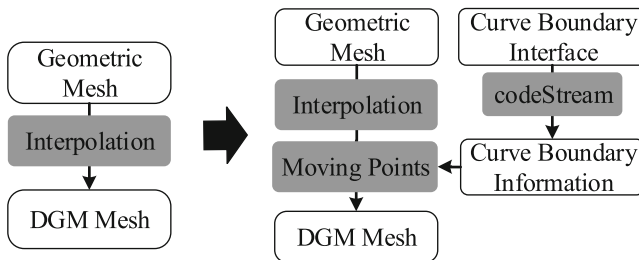 Geometric
Mesh
Interpolation
DGM Mesh
Geometric
Mesh
Interpolation
Moving Points
DGM Mesh
Curve Boundary
Interface
codeStream
Curve Boundary
Information